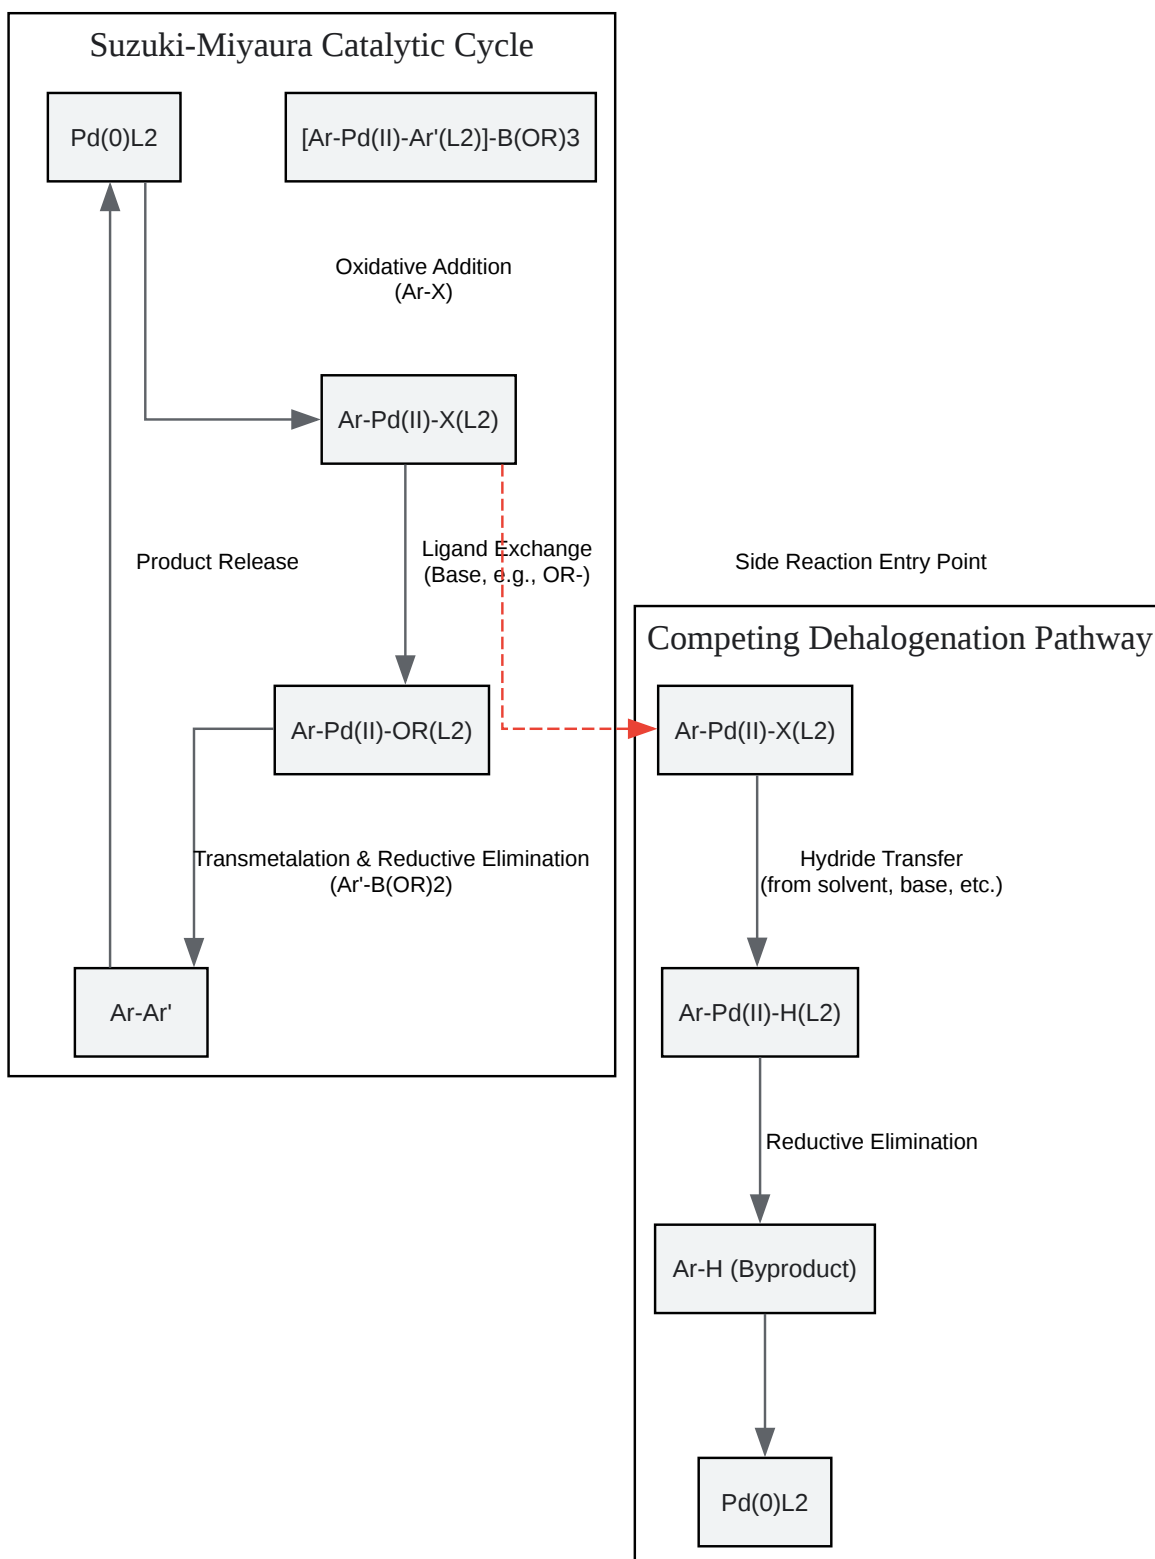 Suzuki-Miyaura Catalytic Cycle
Pd(0)L2
[Ar-Pd(II)-Ar'(L2)]-B(OR)3
Oxidative Addition
(Ar-X)
Ar-Pd(II)-X(L2)
Product Release
Ligand Exchange
(Base, e.g., OR-)
Side Reaction Entry Point
Competing Dehalogenation Pathway
Ar-Pd(II)-OR(L2)
Ar-Pd(II)-X(L2)
Transmetalation & Reductive Elimination
(Ar'-B(OR)2)
Hydride Transfer
(from solvent, base, etc.)
Ar-Ar'
Ar-Pd(II)-H(L2)
Reductive Elimination
Ar-H (Byproduct)
Pd(0)L2